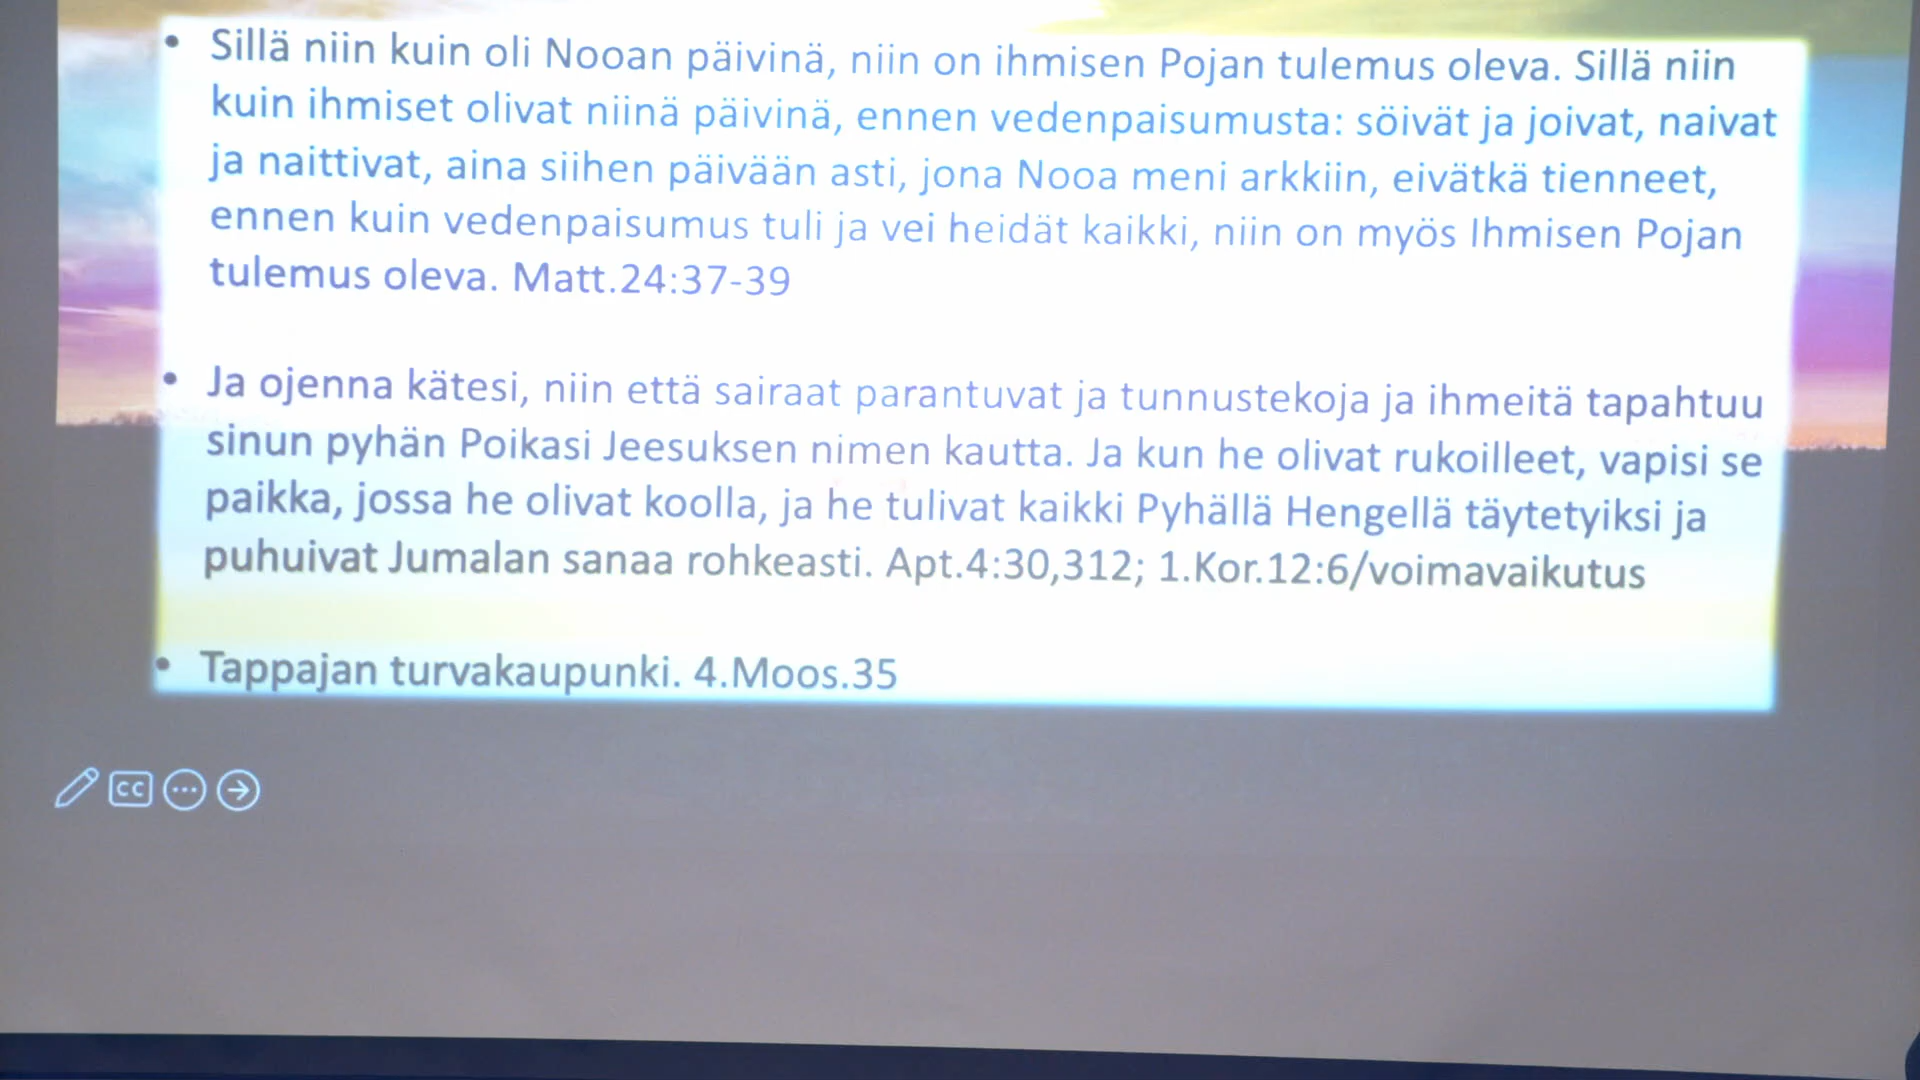 • Sillä niin kuin oli Nooan päivinä, niin on ihmisen Pojan tulemus oleva. Sillä niin
kuin ihmiset olivat niinä päivinä, ennen vedenpaisumusta: söivät ja joivat, naivat
ja naittivat, aina siihen päivään asti, jona Nooa meni arkkiin, eivätkä tienneet,
ennen kuin vedenpaisumus tuli ja vei heidät kaikki, niin on myös Ihmisen Pojan
tulemus oleva. Matt.24:37-39
• Ja ojenna kätesi, niin että sairaat parantuvat ja tunnustekoja ja ihmeitä tapahtuu
sinun pyhän Poikasi Jeesuksen nimen kautta. Ja kun he olivat rukoilleet, vapisi se
paikka, jossa he olivat koolla, ja he tulivat kaikki Pyhällä Hengellä täytetyiksi ja
puhuivat Jumalan sanaa rohkeasti. Apt.4:30,312; 1.Kor.12:6/voimavaikutus
• Tappajan turvakaupunki. 4.Moos.35
CC